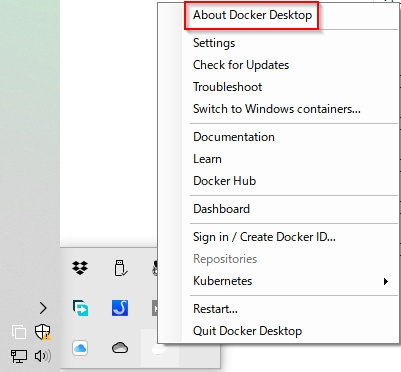 About Docker Desktop
Settings
Check for Updates
Troubleshoot
Switch to Windows containers...
Documentation
Learn
Docker Hub
Dashboard
Sign in / Create Docker ID...
Repositories
Kubernetes
Restart...
Quit Docker Desktop